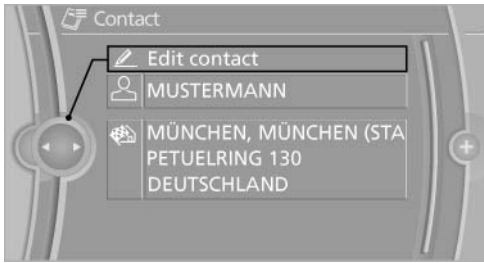 Contact
Edit contact
MUSTERMANN
MÜNCHEN, MÜNCHEN (STA
PETUELRING 130
DEUTSCHLAND